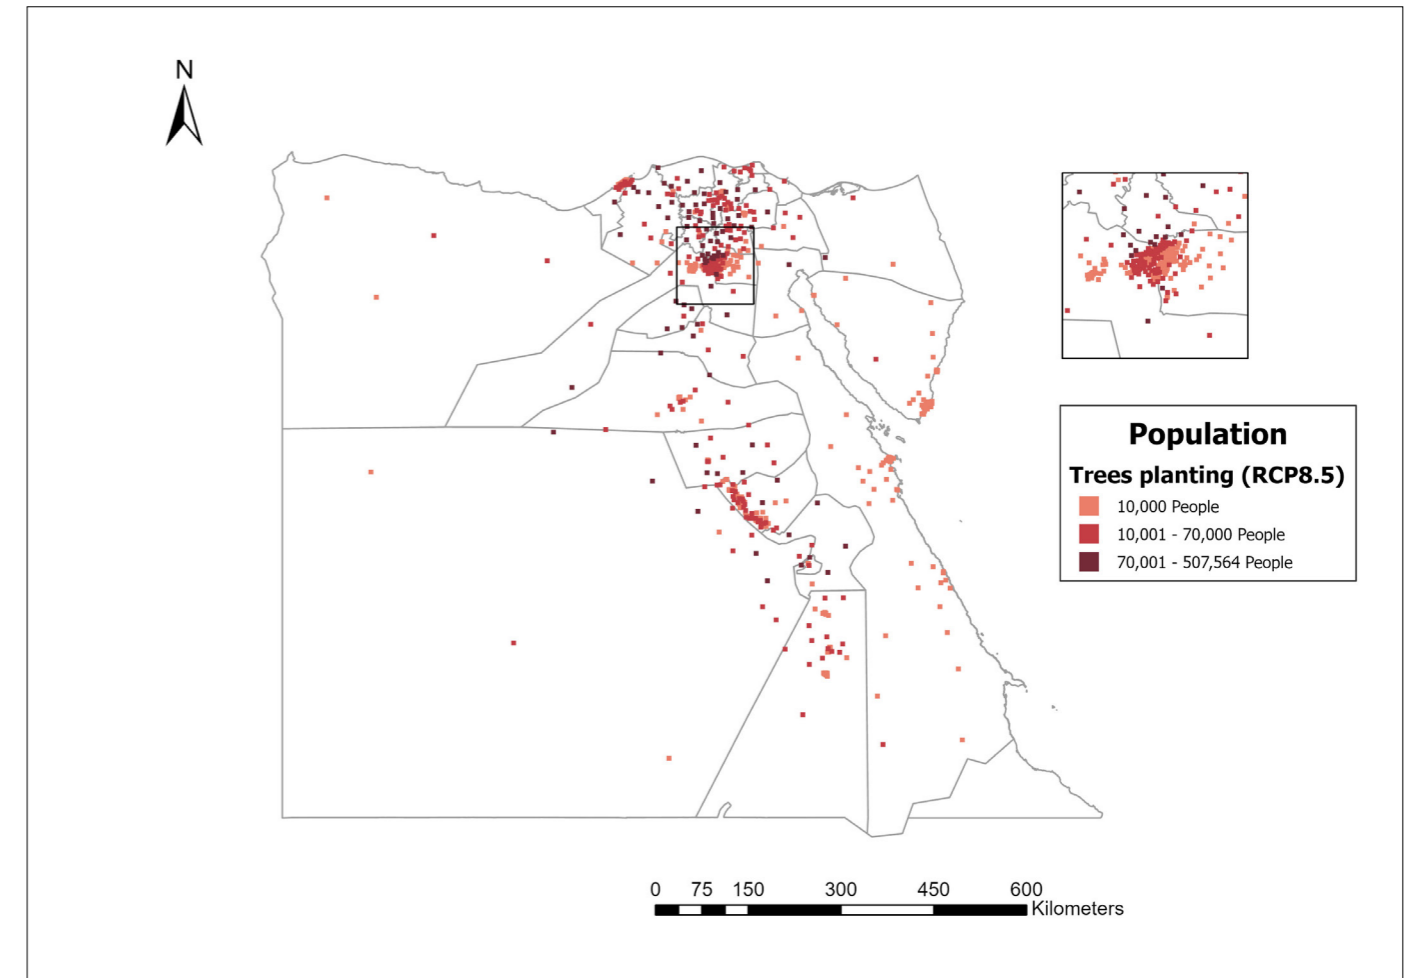 N
Population
Trees planting (RCP8.5)
10,000 People
10,001 - 70,000 People
70,001 - 507,564 People
0 75 150 300 450 600
Kilometers